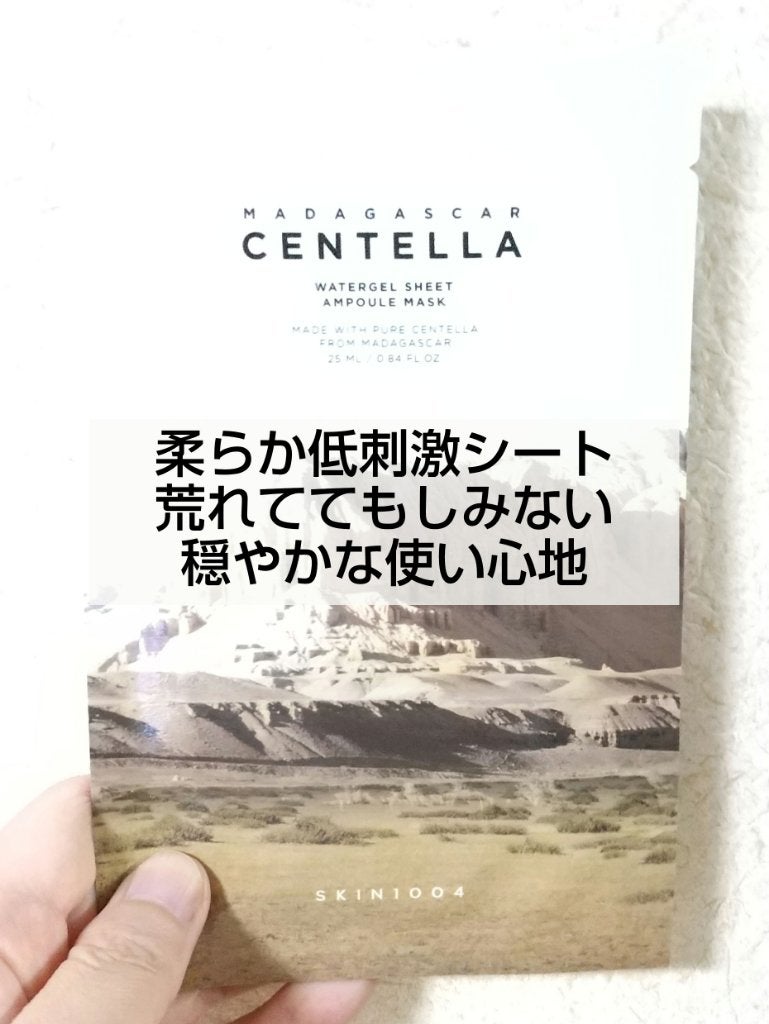 MADAGASCAR
CENTELLA
WATERGEL SHEET
AMPOULE MASK
MADE WITH PURE CENTELLA
FROM MADAGASCAR
25 ML / 0.84 FL OZ
柔らか低刺激シート
荒れててもしみない
穏やかな使い心地
SKIN1004